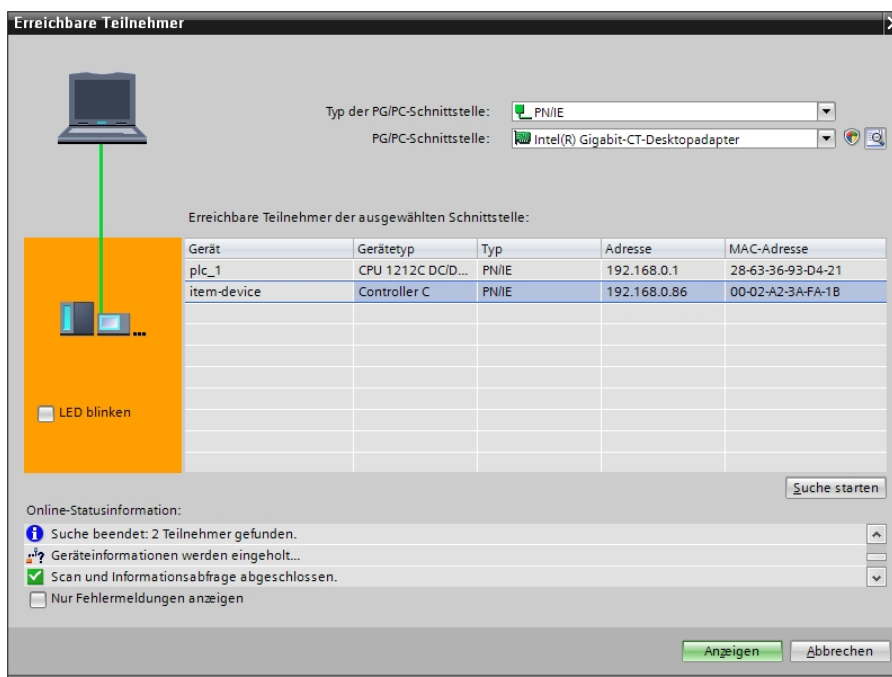 Erreichbare Teilnehmer
Typ der PG/PC-Schnittstelle: PN/IE
PG/PC-Schnittstelle: Intel(R) Gigabit-CT-Desktopadapter
Erreichbare Teilnehmer der ausgewählten Schnittstelle:
Gerät Gerätetyp Typ Adresse MAC-Adresse
plc_1 CPU 1212C DC/D... PN/IE 192.168.0.1 28-63-36-93-D4-21
item-device Controller C PN/IE 192.168.0.86 00-02-A2-3A-FA-1B
LED blinken
Suche starten
Online-Statusinformation:
Suche beendet: 2 Teilnehmer gefunden.
Geräteinformationen werden eingeholt...
Scan und Informationsabfrage abgeschlossen.
Nur Fehlermeldungen anzeigen
Anzeigen Abbrechen